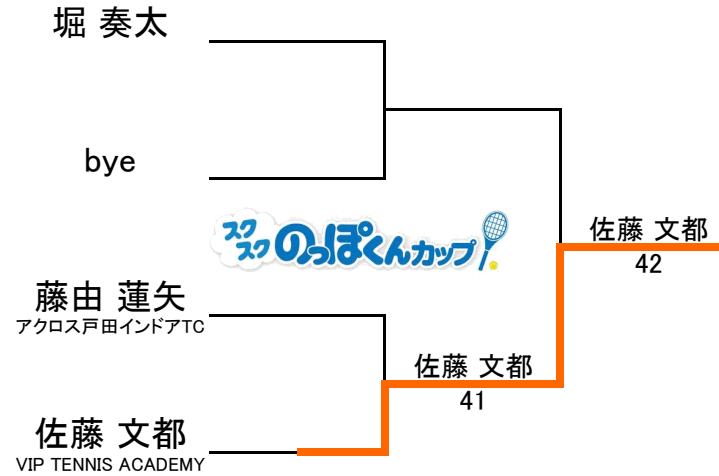 堀 奏太
bye
スクスク のっぽくんカップ
佐藤 文都
42
藤由 蓮矢
アクロス戸田インドアTC
佐藤 文都
41
佐藤 文都
VIP TENNIS ACADEMY